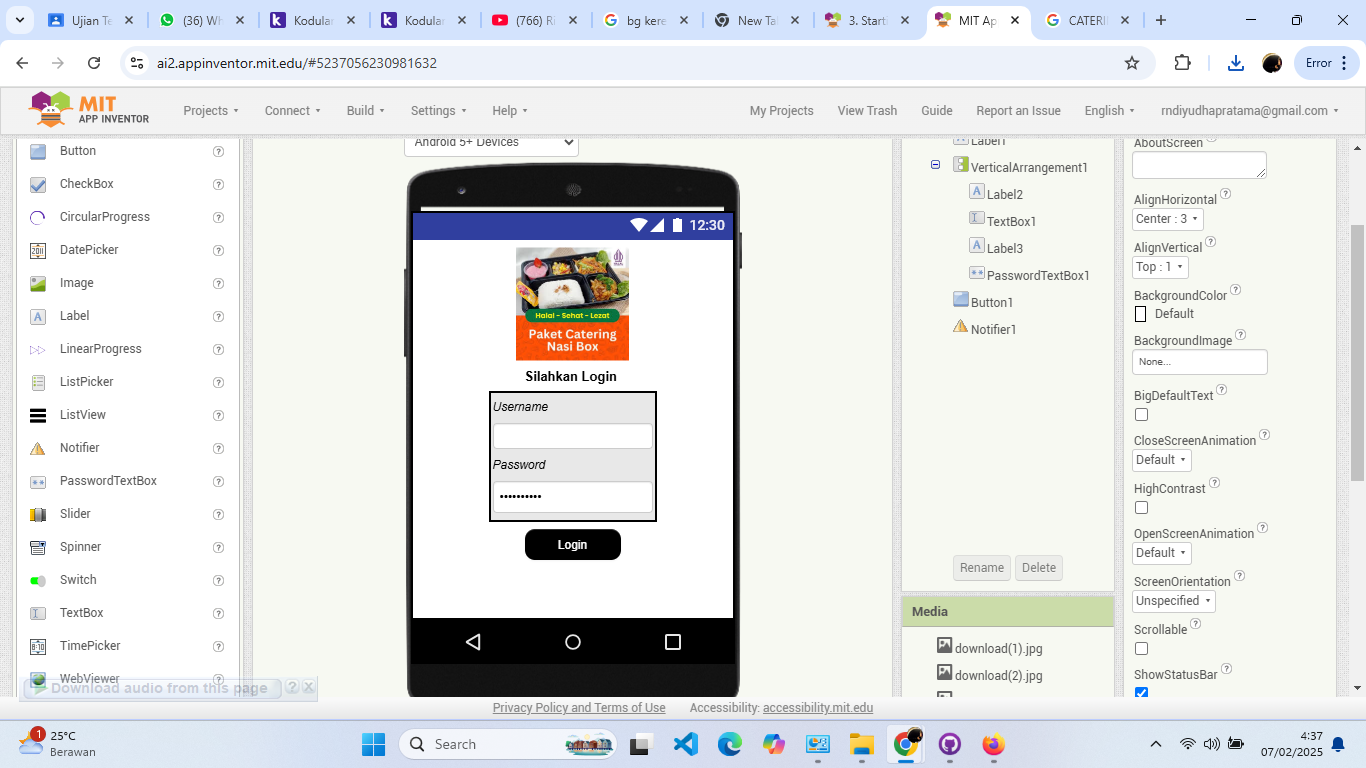 Ujian Te
(36) Wh
Kodular
Kodular
(766) Ri
bg kere
New Tab
3. Starti
MIT Ap
CATERI
ai2.appinventor.mit.edu/#5237056230981632
Error
MIT
APP INVENTOR
Projects
Connect
Build
Settings
Help
My Projects
View Trash
Guide
Report an Issue
English
rndiyudhapratama@gmail.com
Button
CheckBox
CircularProgress
DatePicker
Image
Label
LinearProgress
ListPicker
ListView
Notifier
PasswordTextBox
Slider
Spinner
Switch
TextBox
TimePicker
WebViewer
Download audio from this page
Android 5+ Devices
12:30
Halal - Sehat - Lezat
Paket Catering
Nasi Box
Silahkan Login
Username
Password
Login
Label1
VerticalArrangement1
Label2
TextBox1
Label3
PasswordTextBox1
Button1
Notifier1
Rename
Delete
Media
download(1).jpg
download(2).jpg
AboutScreen
AlignHorizontal
Center : 3
AlignVertical
Top : 1
BackgroundColor
Default
BackgroundImage
None...
BigDefaultText
CloseScreenAnimation
Default
HighContrast
OpenScreenAnimation
Default
ScreenOrientation
Unspecified
Scrollable
ShowStatusBar
Privacy Policy and Terms of Use
Accessibility: accessibility.mit.edu
1
25°C
Berawan
Search
4:37
07/02/2025